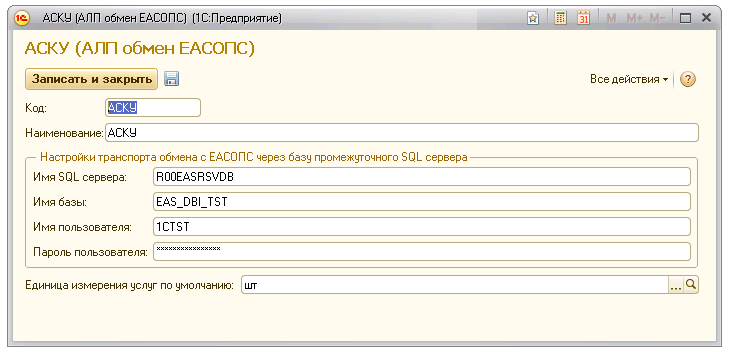 АСКУ (АЛП обмен ЕАСОПС) (1С:Предприятие)
31 M M+ M-
АСКУ (АЛП обмен ЕАСОПС)
Записать и закрыть Все действия ?
Код: АСКУ
Наименование: АСКУ
Настройки транспорта обмена с ЕАСОПС через базу промежуточного SQL сервера
Имя SQL сервера: R00EASRSVDB
Имя базы: EAS_DBI_TST
Имя пользователя: 1CTST
Пароль пользователя: ****************
Единица измерения услуг по умолчанию: шт ...